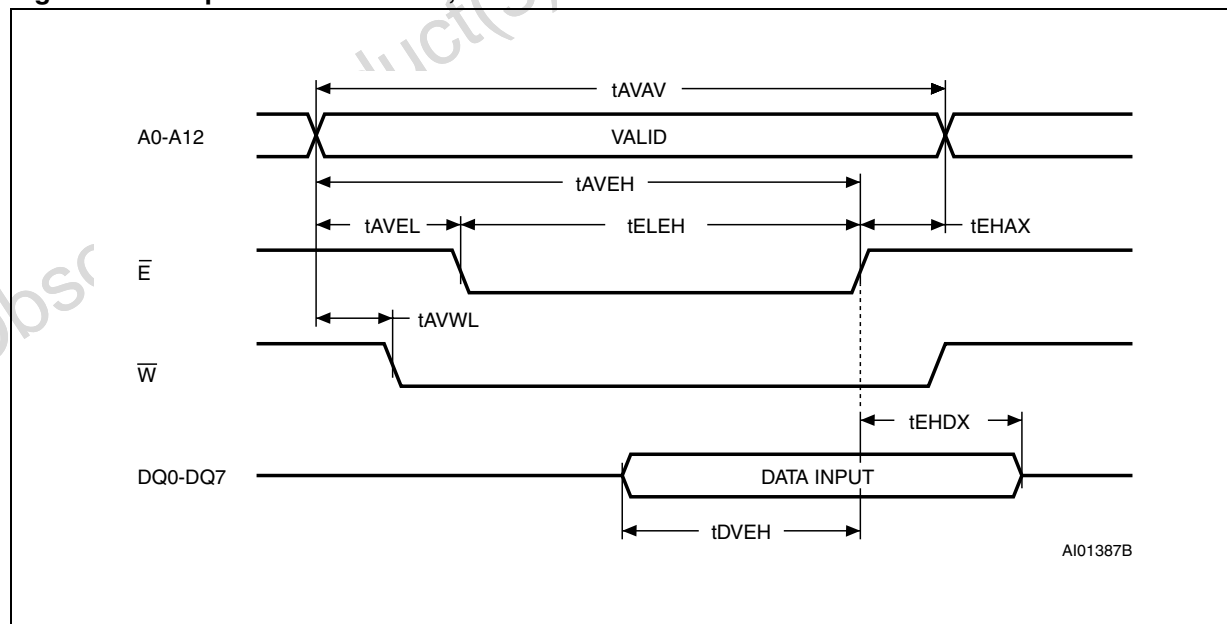 tAVAV
A0-A12
VALID
tAVEH
tAVEL
tELEH
tEHAX
E̅
tAVWL
W̅
tEHDX
DQ0-DQ7
DATA INPUT
tDVEH
AI01387B